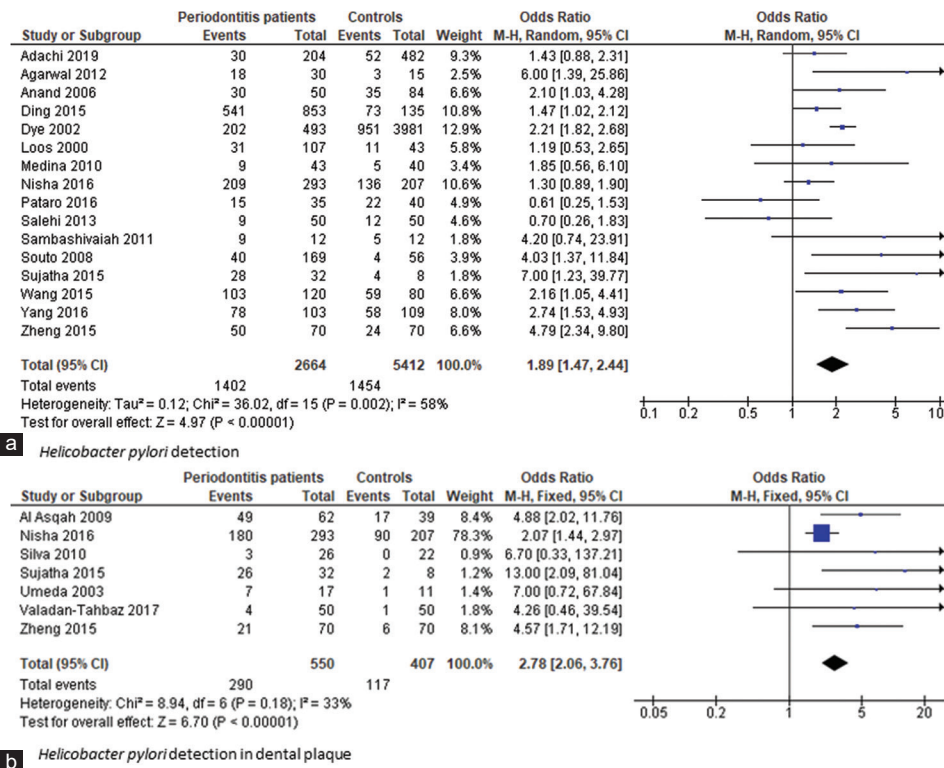 Periodontitis patients Controls Odds Ratio Odds Ratio
Study or Subgroup Events Total Events Total Weight M-H, Random, 95% CI M-H, Random, 95% CI
Adachi 2019 30 204 52 482 9.3% 1.43 [0.88, 2.31]
Agarwal 2012 18 30 3 15 2.5% 6.00 [1.39, 25.86]
Anand 2006 30 50 35 84 6.6% 2.10 [1.03, 4.28]
Ding 2015 541 853 73 135 10.8% 1.47 [1.02, 2.12]
Dye 2002 202 493 951 3981 12.9% 2.21 [1.82, 2.68]
Loos 2000 31 107 11 43 5.8% 1.19 [0.53, 2.65]
Medina 2010 9 43 5 40 3.4% 1.85 [0.56, 6.10]
Nisha 2016 209 293 136 207 10.6% 1.30 [0.89, 1.90]
Pataro 2016 15 35 22 40 4.9% 0.61 [0.25, 1.53]
Salehi 2013 9 50 12 50 4.6% 0.70 [0.26, 1.83]
Sambashivaiah 2011 9 12 5 12 1.8% 4.20 [0.74, 23.91]
Souto 2008 40 169 4 56 3.9% 4.03 [1.37, 11.84]
Sujatha 2015 28 32 4 8 1.8% 7.00 [1.23, 39.77]
Wang 2015 103 120 59 80 6.6% 2.16 [1.05, 4.41]
Yang 2016 78 103 58 109 8.0% 2.74 [1.53, 4.93]
Zheng 2015 50 70 24 70 6.6% 4.79 [2.34, 9.80]
Total (95% CI) 2664 5412 100.0% 1.89 [1.47, 2.44]
Total events 1402 1454
Heterogeneity: Tau² = 0.12; Chi² = 36.02, df = 15 (P = 0.002); I² = 58%
Test for overall effect: Z = 4.97 (P < 0.00001)
0.1 0.2 0.5 1 2 5 10
a Helicobacter pylori detection
Periodontitis patients Controls Odds Ratio Odds Ratio
Study or Subgroup Events Total Events Total Weight M-H, Fixed, 95% CI M-H, Fixed, 95% CI
Al Asqah 2009 49 62 17 39 8.4% 4.88 [2.02, 11.76]
Nisha 2016 180 293 90 207 78.3% 2.07 [1.44, 2.97]
Silva 2010 3 26 0 22 0.9% 6.70 [0.33, 137.21]
Sujatha 2015 26 32 2 8 1.2% 13.00 [2.09, 81.04]
Umeda 2003 7 17 1 11 1.4% 7.00 [0.72, 67.84]
Valadan-Tahbaz 2017 4 50 1 50 1.8% 4.26 [0.46, 39.54]
Zheng 2015 21 70 6 70 8.1% 4.57 [1.71, 12.19]
Total (95% CI) 550 407 100.0% 2.78 [2.06, 3.76]
Total events 290 117
Heterogeneity: Chi² = 8.94, df = 6 (P = 0.18); I² = 33%
Test for overall effect: Z = 6.70 (P < 0.00001)
0.05 0.2 1 5 20
b Helicobacter pylori detection in dental plaque